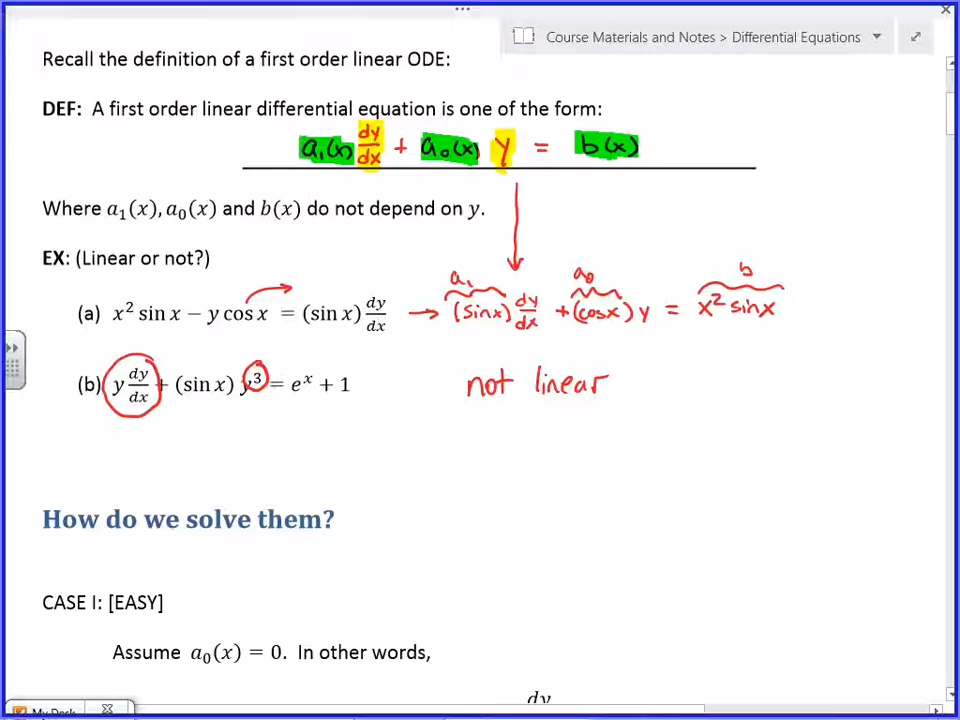 Course Materials and Notes > Differential Equations
Recall the definition of a first order linear ODE:
DEF: A first order linear differential equation is one of the form:
a₁(x) dy/dx + a₀(x) y = b(x)
Where a₁(x), a₀(x) and b(x) do not depend on y.
EX: (Linear or not?)
a₁ a₀ b
(a) x² sin x − y cos x = (sin x) dy/dx → (sinx) dy/dx + (cosx) y = x² sinx
(b) y dy/dx + (sin x) y³ = eˣ + 1 not linear
How do we solve them?
CASE I: [EASY]
Assume a₀(x) = 0. In other words,
dy
My Desk